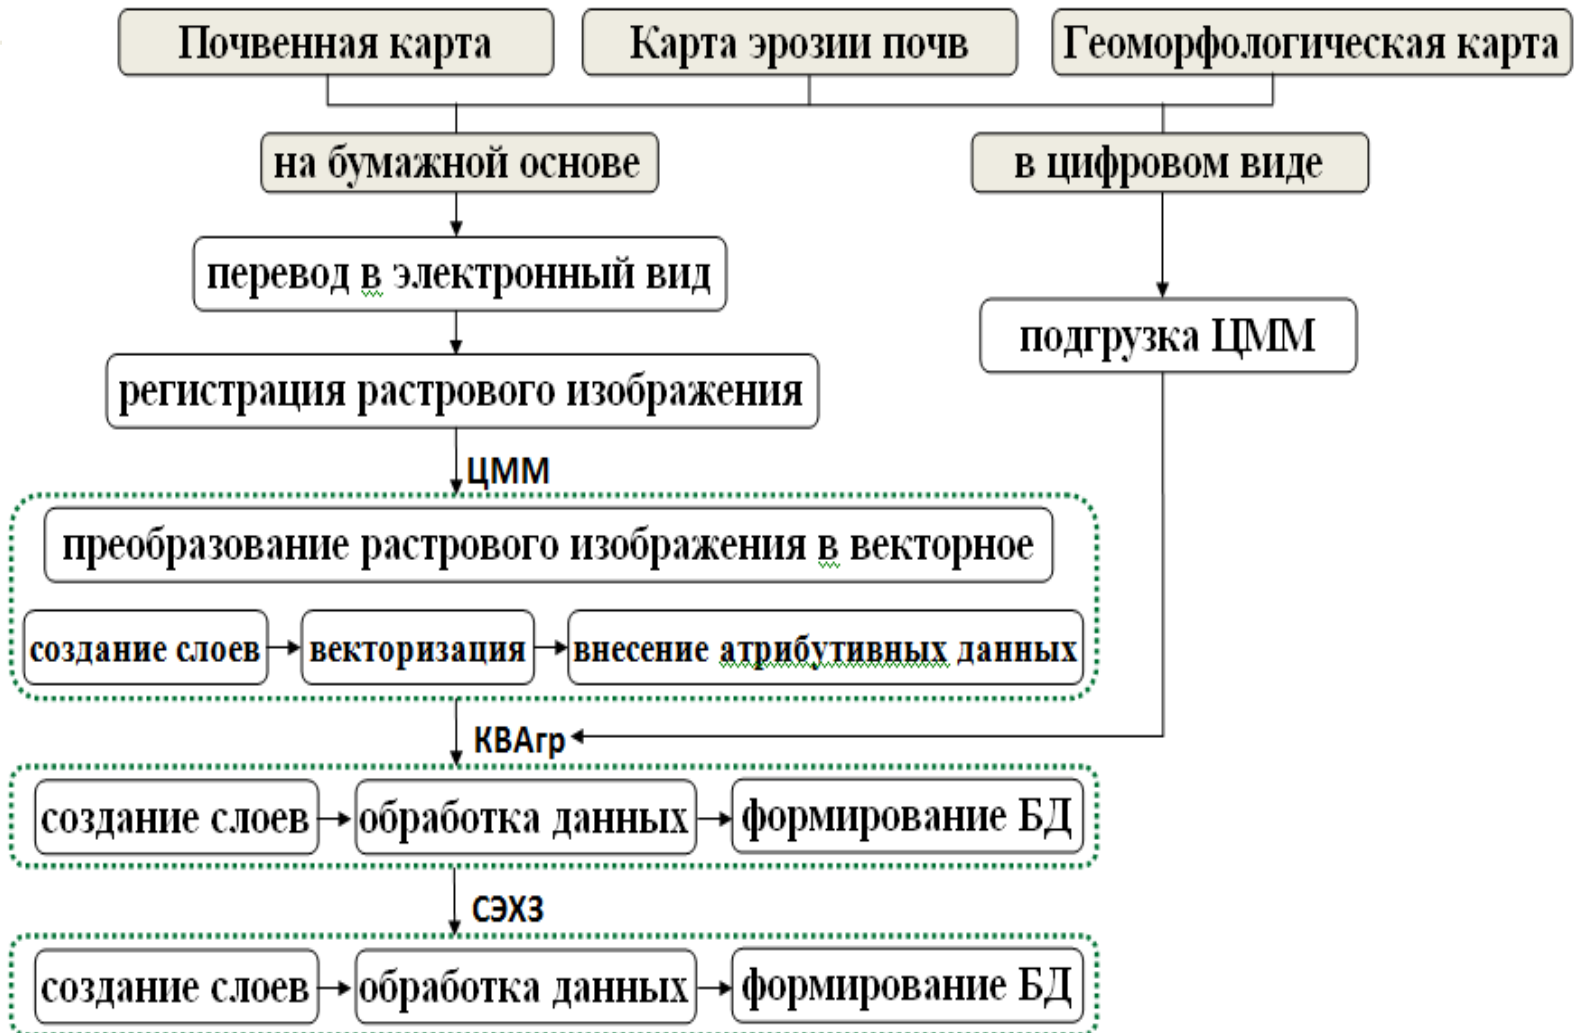 Почвенная карта
Карта эрозии почв
Геоморфологическая карта
на бумажной основе
в цифровом виде
перевод в электронный вид
подгрузка ЦММ
регистрация растрового изображения
ЦММ
преобразование растрового изображения в векторное
создание слоев
векторизация
внесение атрибутивных данных
КВАгр
создание слоев
обработка данных
формирование БД
СЭХЗ
создание слоев
обработка данных
формирование БД